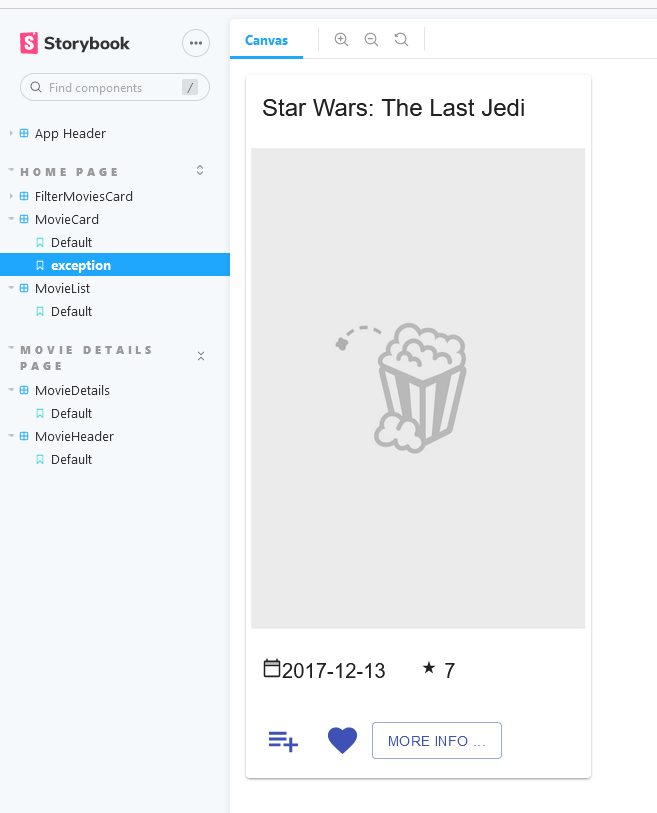 Storybook
Find components
/
App Header
HOME PAGE
FilterMoviesCard
MovieCard
Default
exception
MovieList
Default
MOVIE DETAILS
PAGE
MovieDetails
Default
MovieHeader
Default
Canvas
Star Wars: The Last Jedi
2017-12-13
7
MORE INFO ...